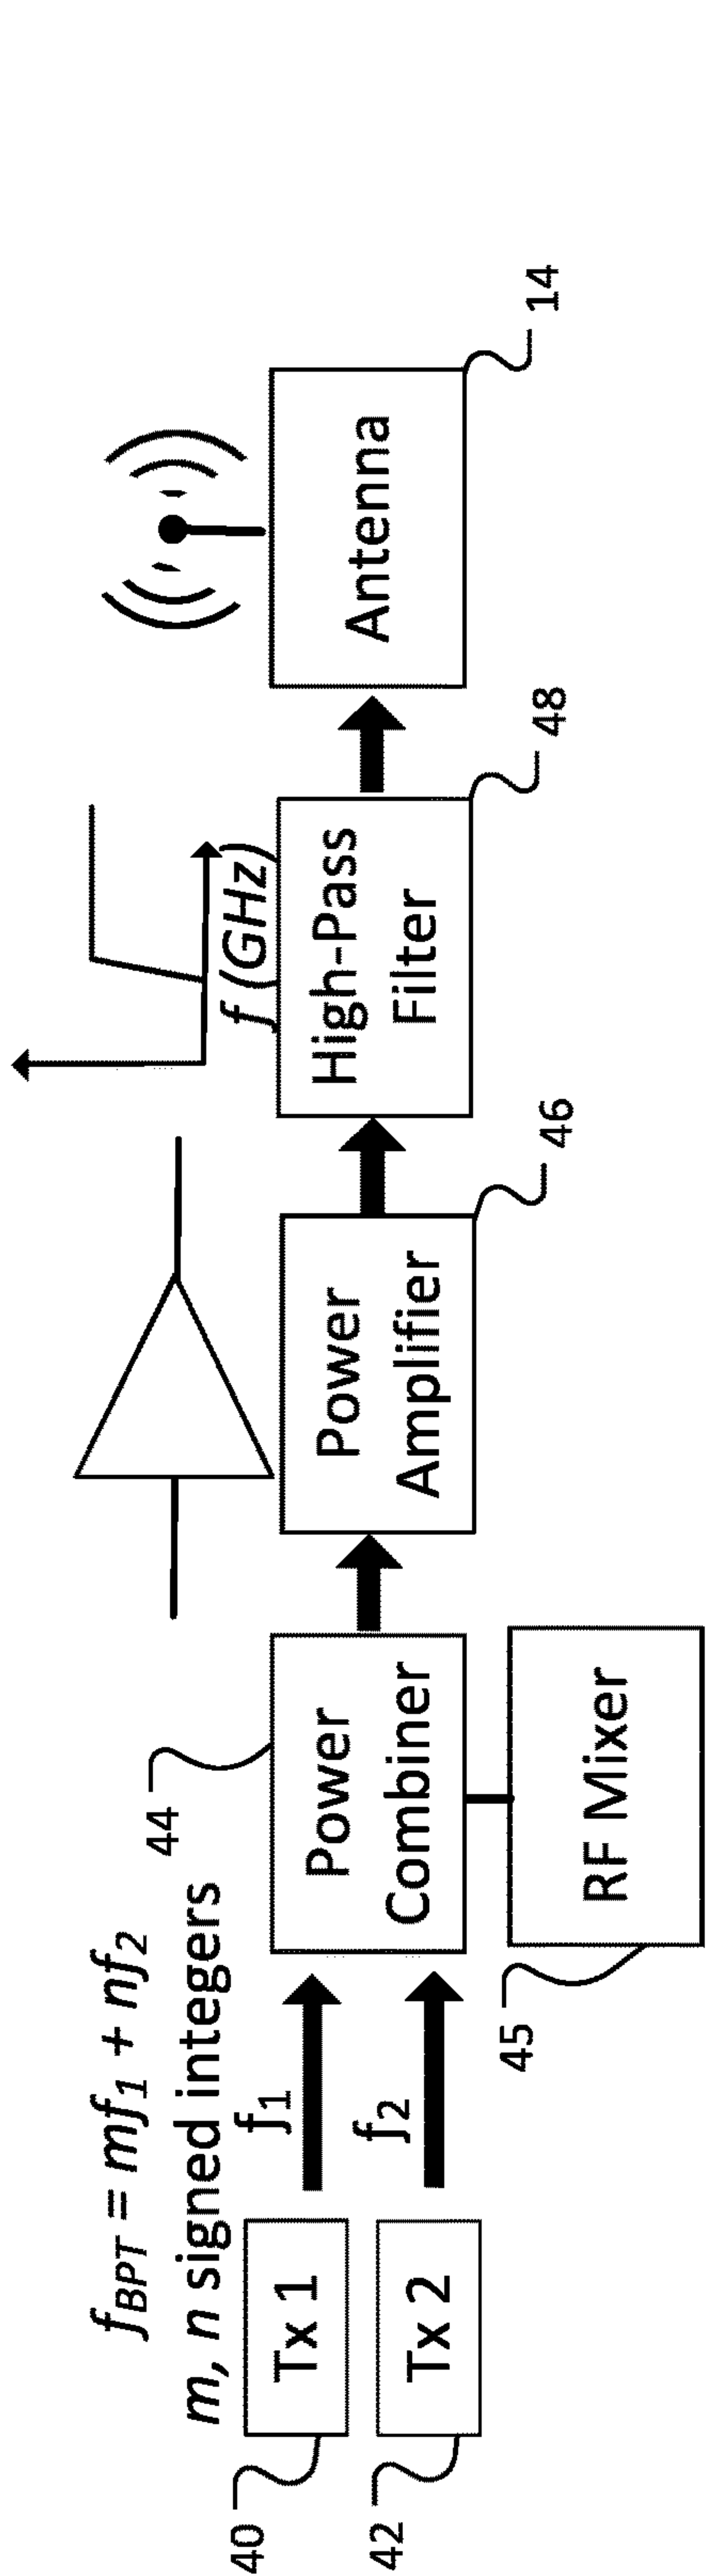 f_BPT = mf_1 + nf_2
m, n signed integers
40
Tx 1
f_1
42
Tx 2
f_2
44
Power
Combiner
45
RF Mixer
Power
Amplifier
46
f (GHz)
High-Pass
Filter
48
Antenna
14